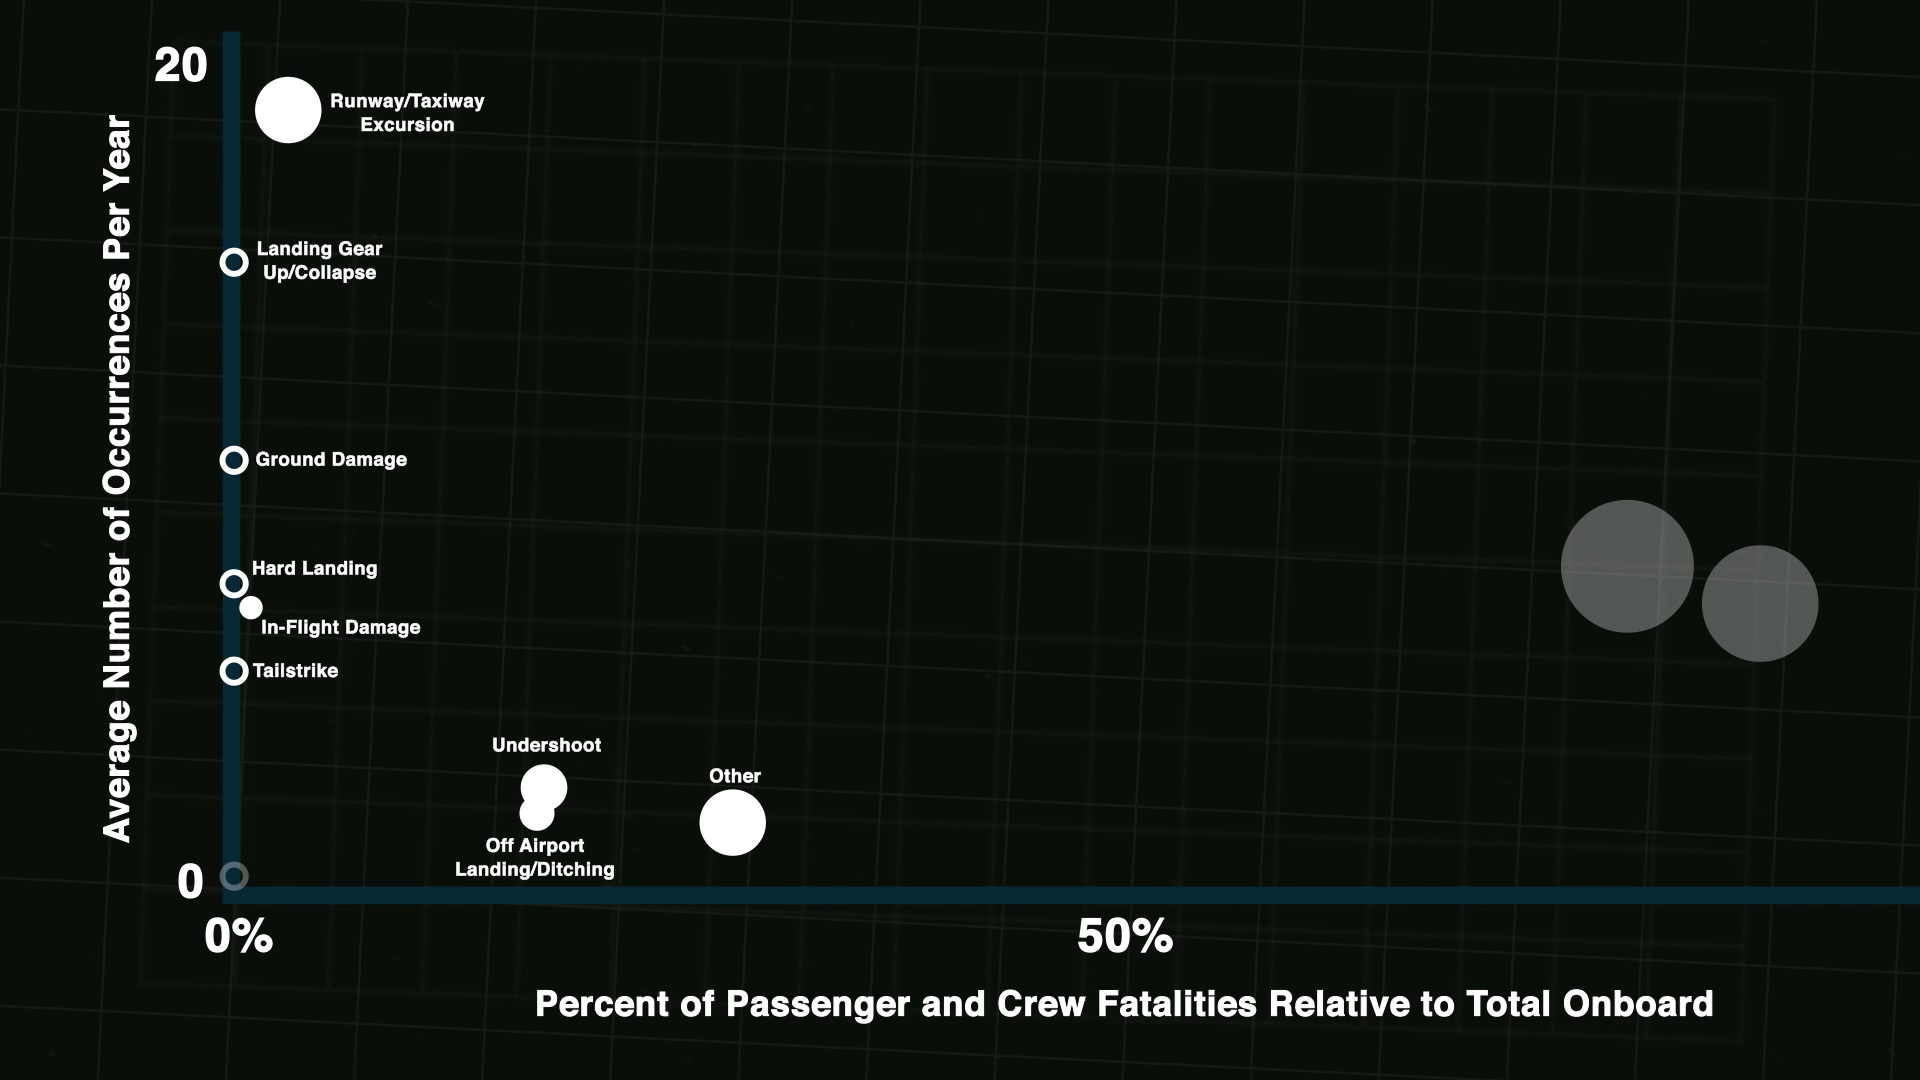 20
Runway/Taxiway
Excursion
Average Number of Occurrences Per Year
Landing Gear
Up/Collapse
Ground Damage
Hard Landing
In-Flight Damage
Tailstrike
Undershoot
Other
Off Airport
Landing/Ditching
0
0%
50%
Percent of Passenger and Crew Fatalities Relative to Total Onboard